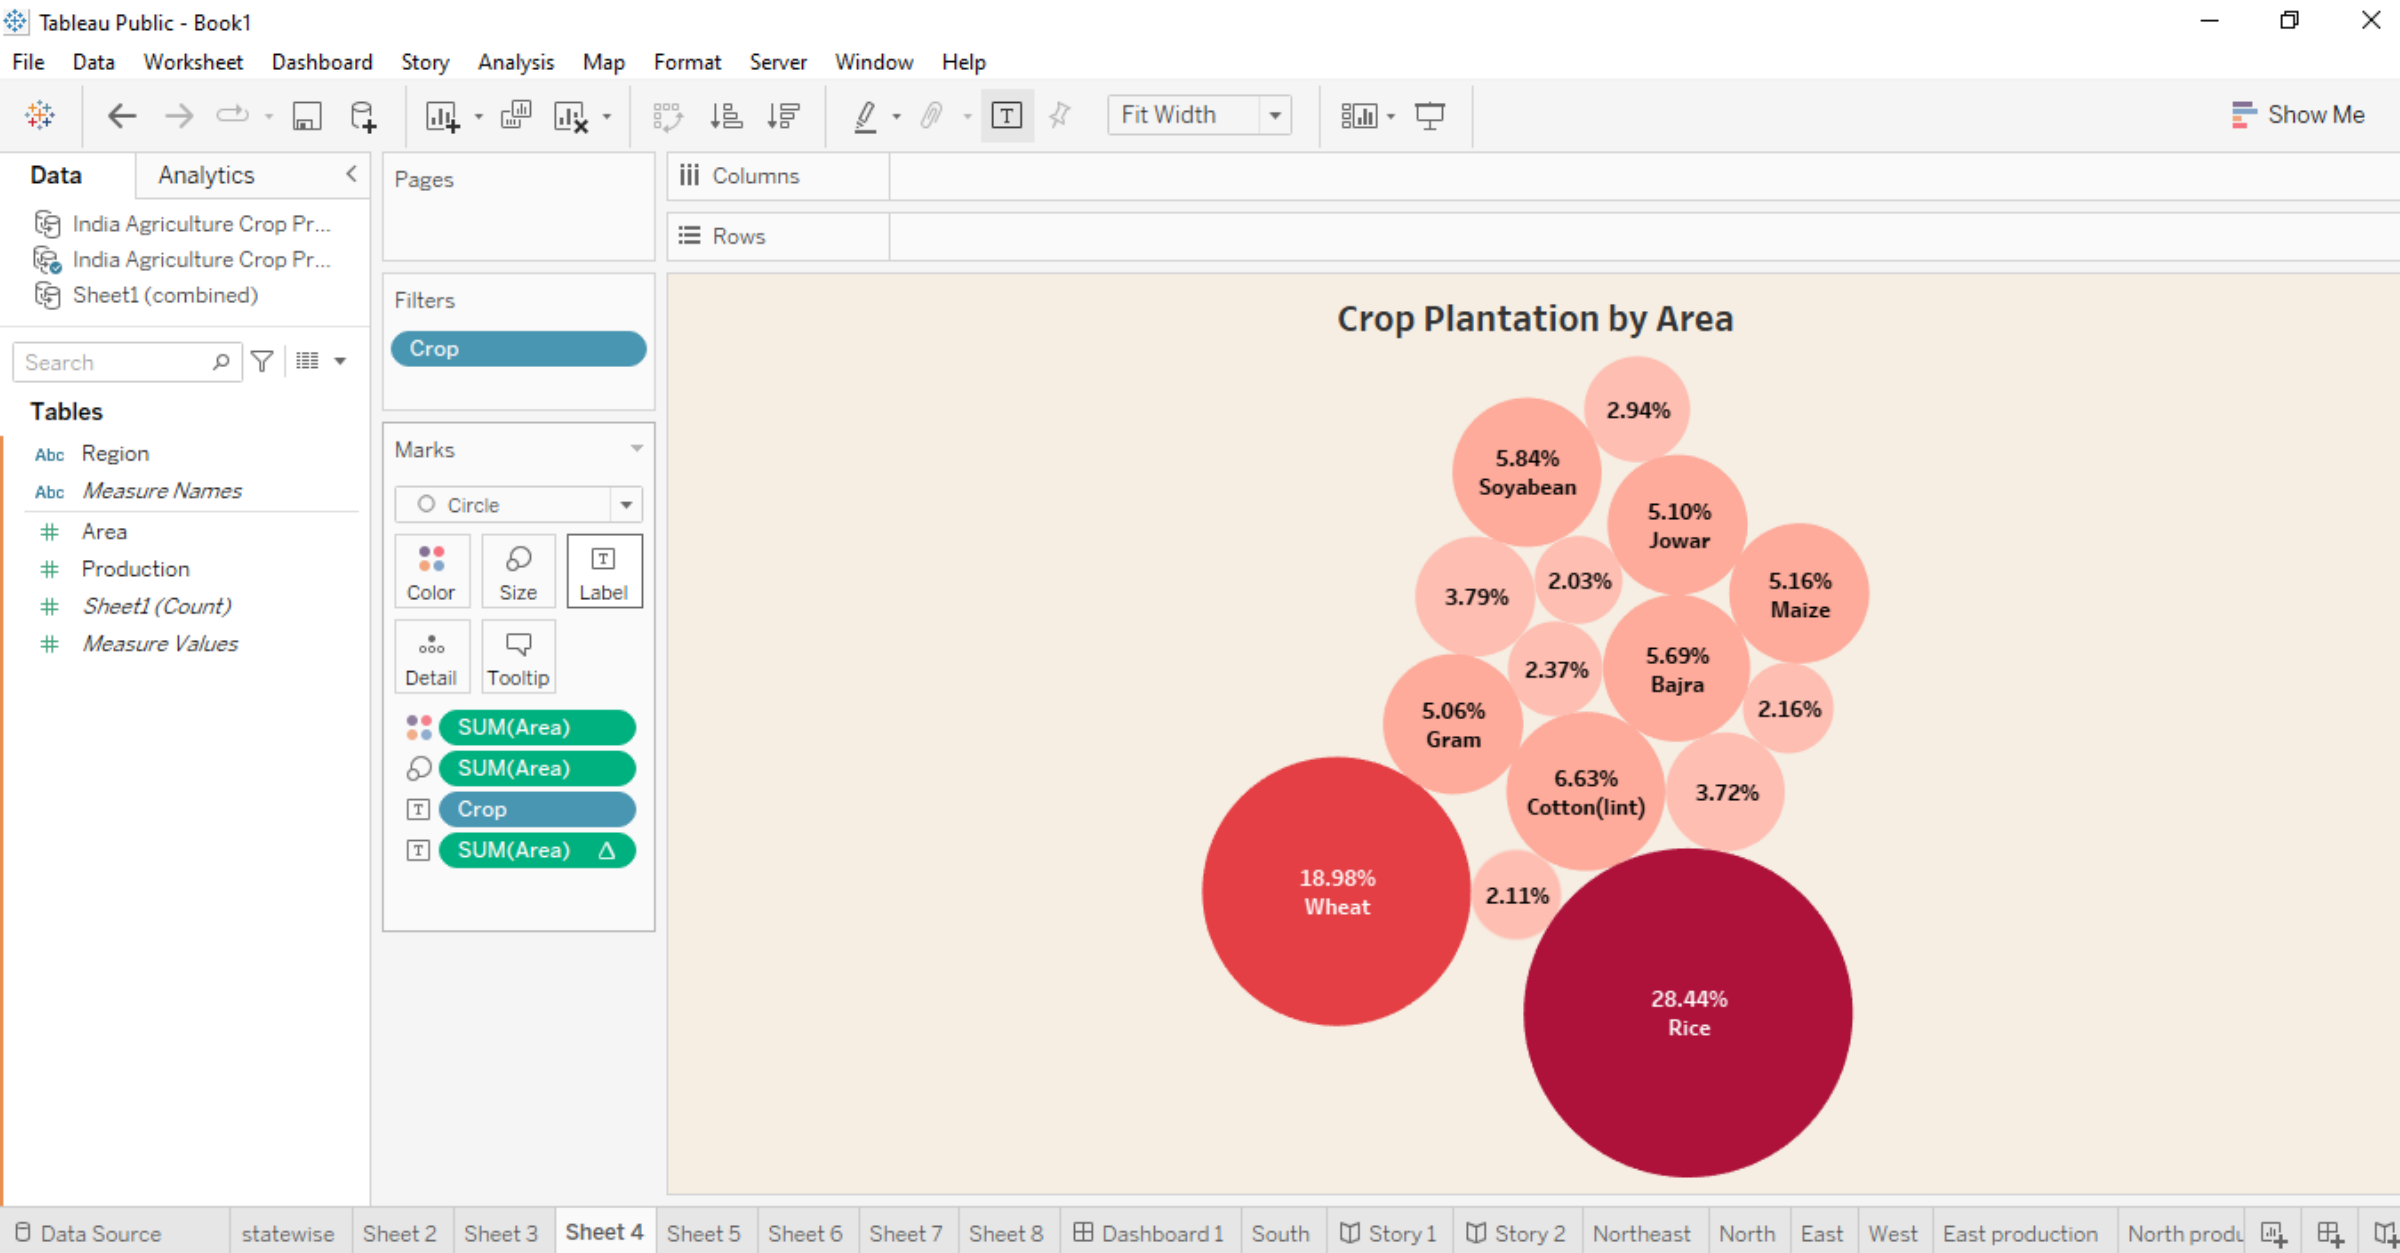 Tableau Public - Book1
File Data Worksheet Dashboard Story Analysis Map Format Server Window Help
Fit Width
Show Me
Data Analytics
India Agriculture Crop Pr...
India Agriculture Crop Pr...
Sheet1 (combined)
Search
Tables
Abc Region
Abc Measure Names
Area
Production
Sheet1 (Count)
Measure Values
Pages
Filters
Crop
Marks
Circle
Color Size Label
Detail Tooltip
SUM(Area)
SUM(Area)
Crop
SUM(Area) Δ
Columns
Rows
Crop Plantation by Area
2.94%
5.84%
Soyabean
5.10%
Jowar
5.16%
Maize
3.79%
2.03%
2.37%
5.69%
Bajra
2.16%
5.06%
Gram
6.63%
Cotton(lint)
3.72%
18.98%
Wheat
2.11%
28.44%
Rice
Data Source statewise Sheet 2 Sheet 3 Sheet 4 Sheet 5 Sheet 6 Sheet 7 Sheet 8 Dashboard 1 South Story 1 Story 2 Northeast North East West East production North produ